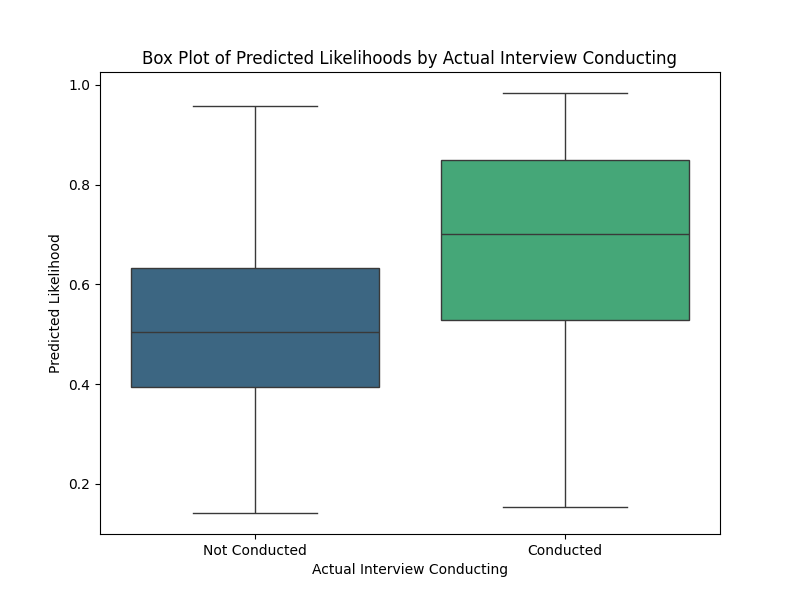 Box Plot of Predicted Likelihoods by Actual Interview Conducting
Predicted Likelihood
1.0
0.8
0.6
0.4
0.2
Not Conducted
Conducted
Actual Interview Conducting